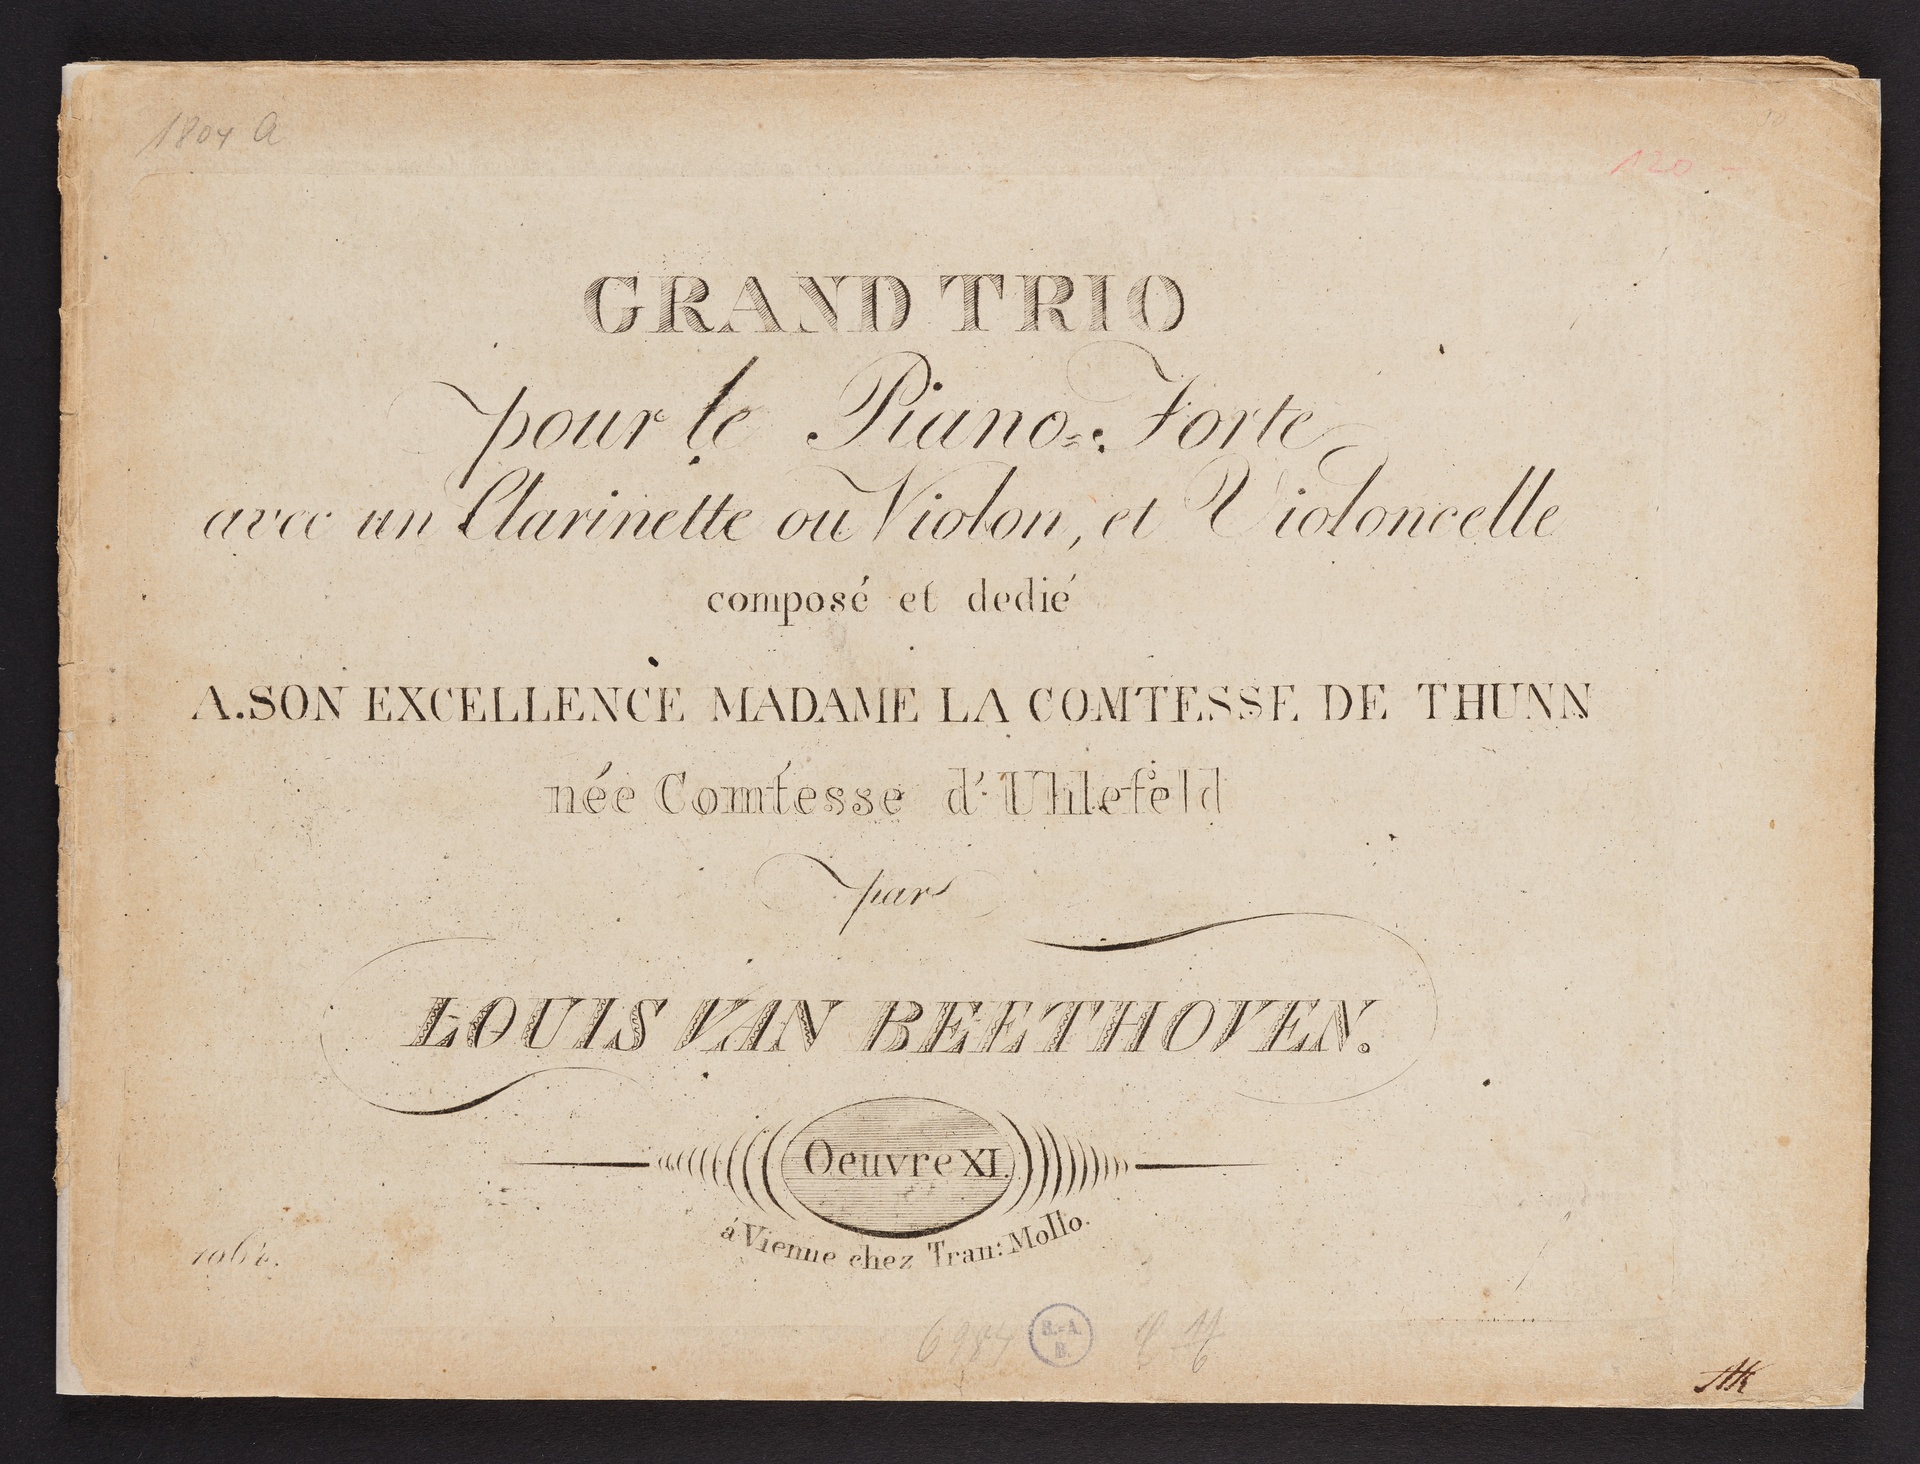 1804 a
120 -
GRAND TRIO
pour le Piano=Forte
avec un Clarinette ou Violon, et Violoncelle
composé et dedié
A.SON EXCELLENCE MADAME LA COMTESSE DE THUNN
née Comtesse d'Uhlefeld
par
LOUIS VAN BEETHOVEN.
Oeuvre XI.
á Vienne chez Tran: Mollo.
6984
B.-A.
B.